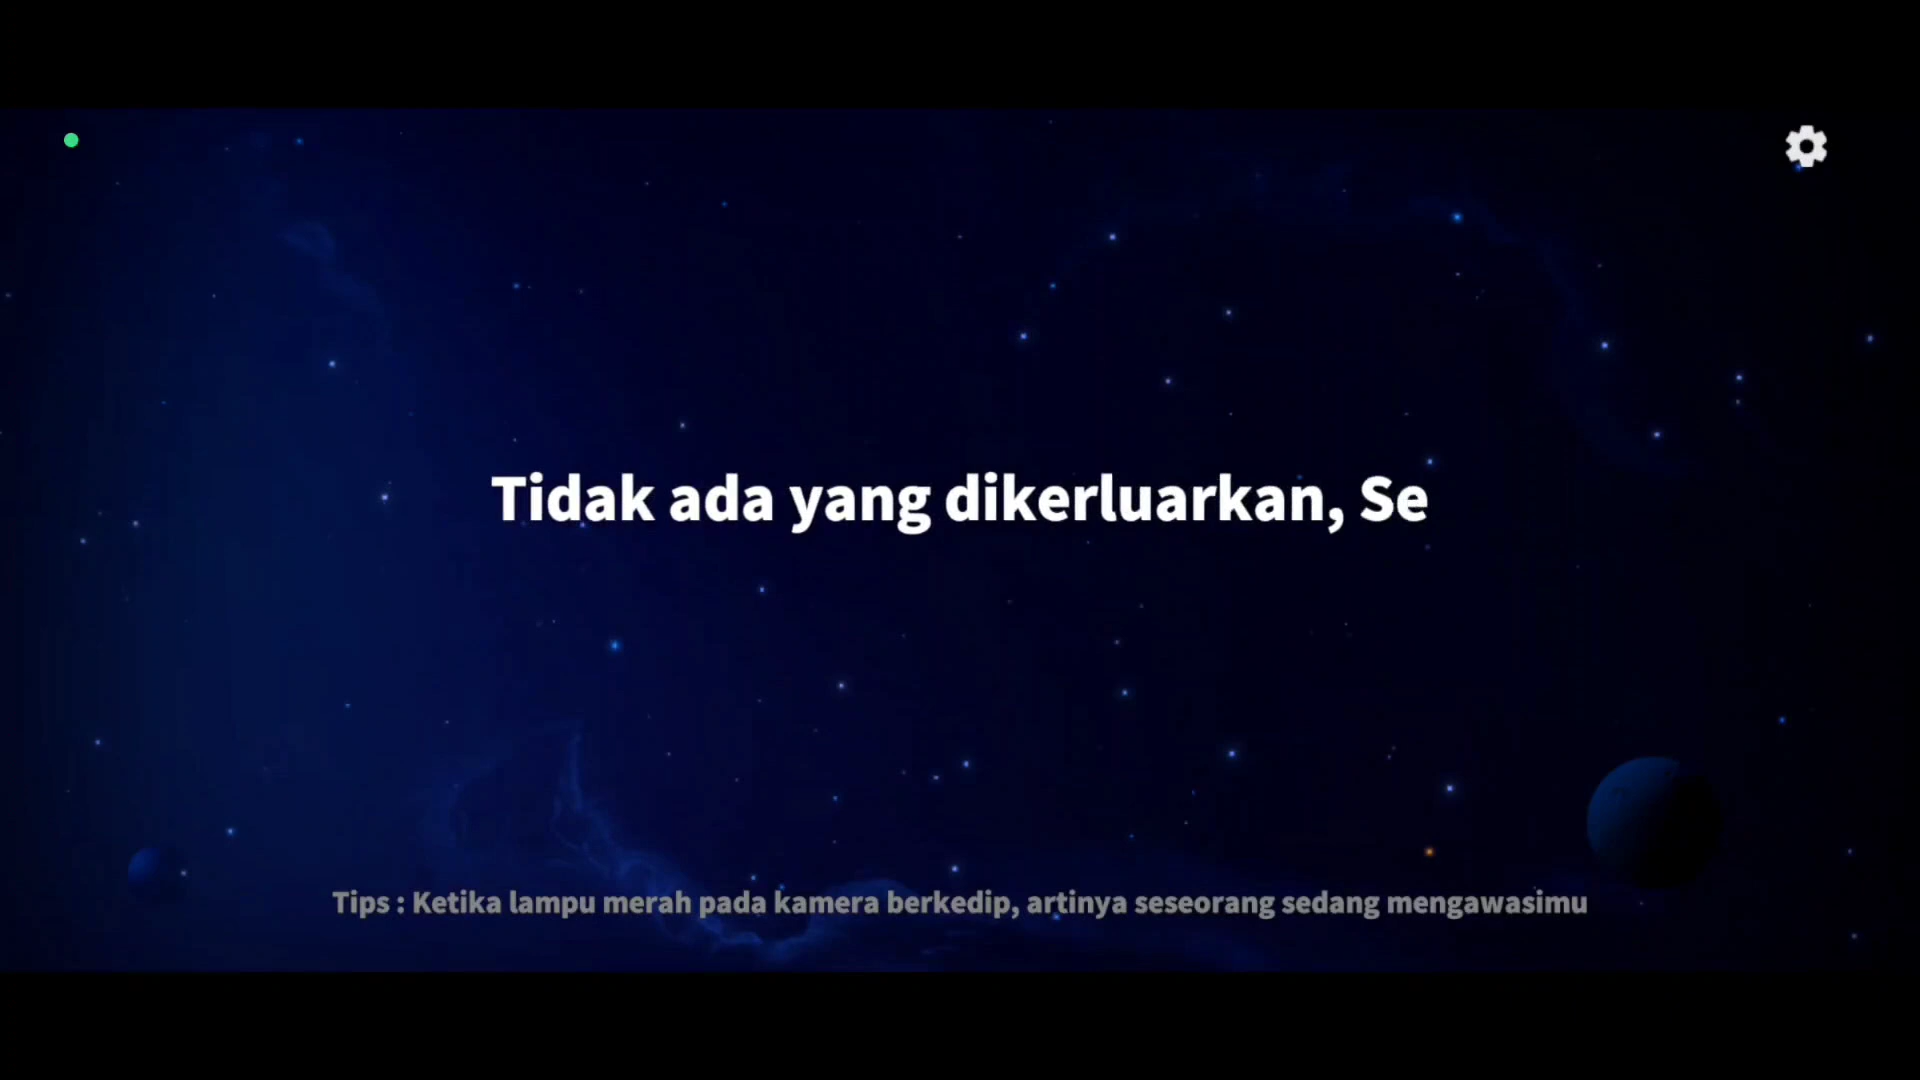 Tidak ada yang dikerluarkan, Se
Tips : Ketika lampu merah pada kamera berkedip, artinya seseorang sedang mengawasimu